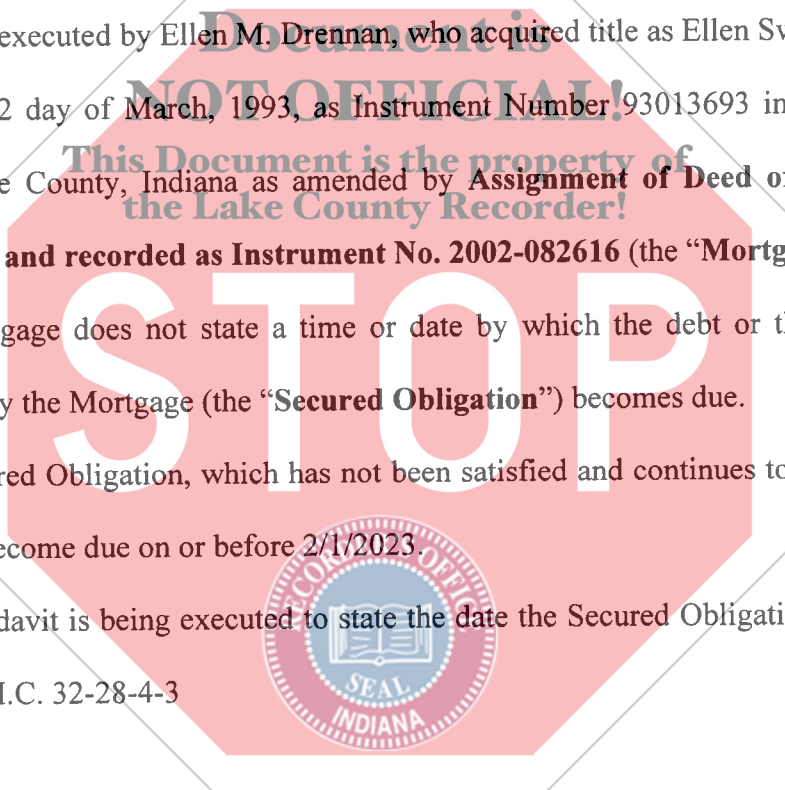 Document is
executed by Ellen M. Drennan, who acquired title as Ellen Sw
NOT OFFICIAL!
2 day of March, 1993, as Instrument Number 93013693 in
This Document is the property of
e County, Indiana as amended by Assignment of Deed o
the Lake County Recorder!
and recorded as Instrument No. 2002-082616 (the “Mortg
gage does not state a time or date by which the debt or t
y the Mortgage (the “Secured Obligation”) becomes due.
STOP
red Obligation, which has not been satisfied and continues to
ecome due on or before 2/1/2023.
RECORDER'S OFFICE
davit is being executed to state the date the Secured Obligati
I.C. 32-28-4-3
SEAL
INDIANA